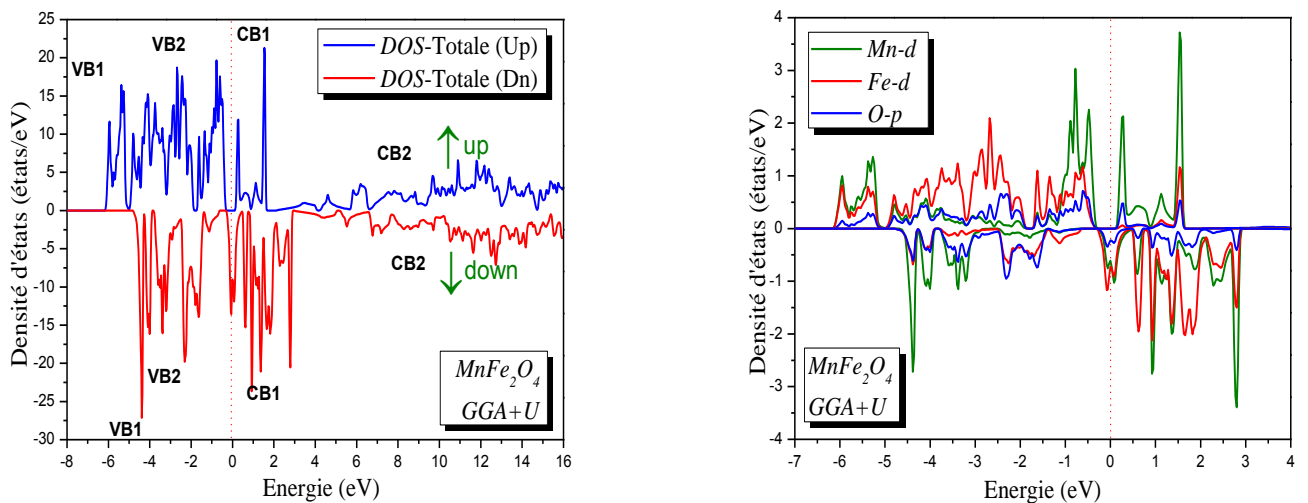 25
20
15
10
5
0
-5
-10
-15
-20
-25
-30
Densité d'états (états/eV)
VB1
VB2
CB1
DOS-Totale (Up)
DOS-Totale (Dn)
CB2
up
CB2
down
VB2
VB1
CB1
MnFe2O4
GGA+U
-8 -6 -4 -2 0 2 4 6 8 10 12 14 16
Energie (eV)
4
3
2
1
0
-1
-2
-3
-4
Densité d'états (états/eV)
Mn-d
Fe-d
O-p
MnFe2O4
GGA+U
-7 -6 -5 -4 -3 -2 -1 0 1 2 3 4
Energie (eV)